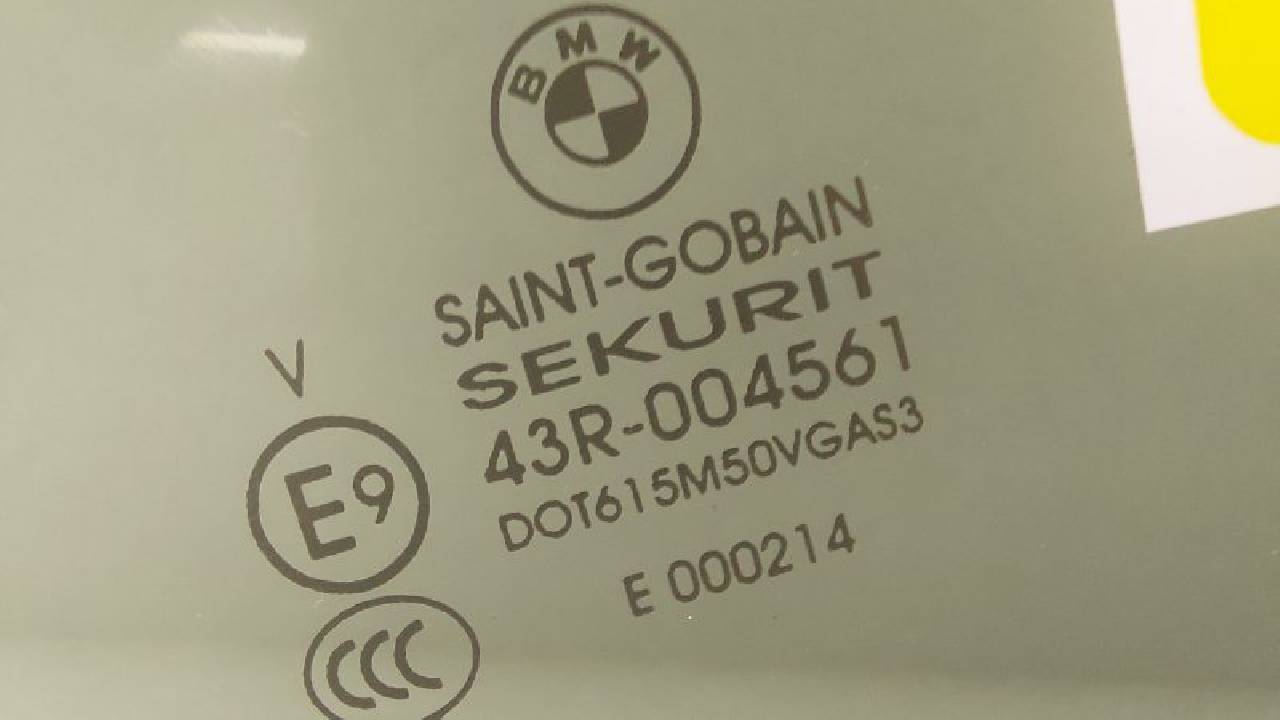 BMW
SAINT-GOBAIN
SEKURIT
43R-004561
DOT615M50VGAS3
E 000214
V
E9
CCC